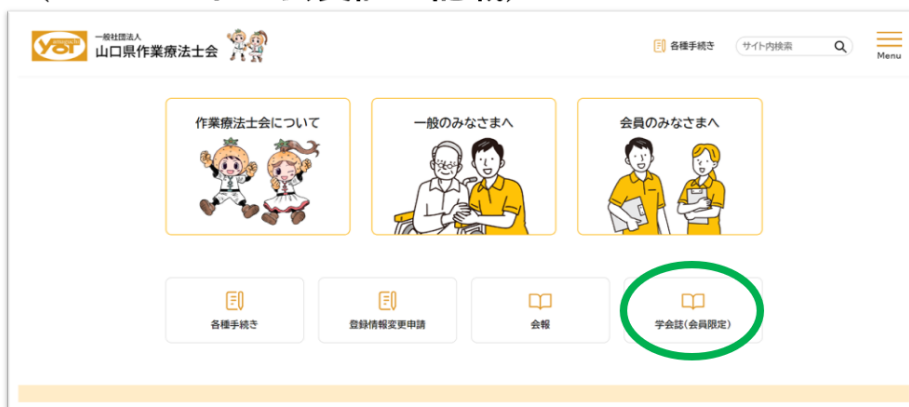 yOT
一般社団法人
山口県作業療法士会
各種手続き
サイト内検索
Menu
作業療法士会について
一般のみなさまへ
会員のみなさまへ
各種手続き
登録情報変更申請
会報
学会誌(会員限定)